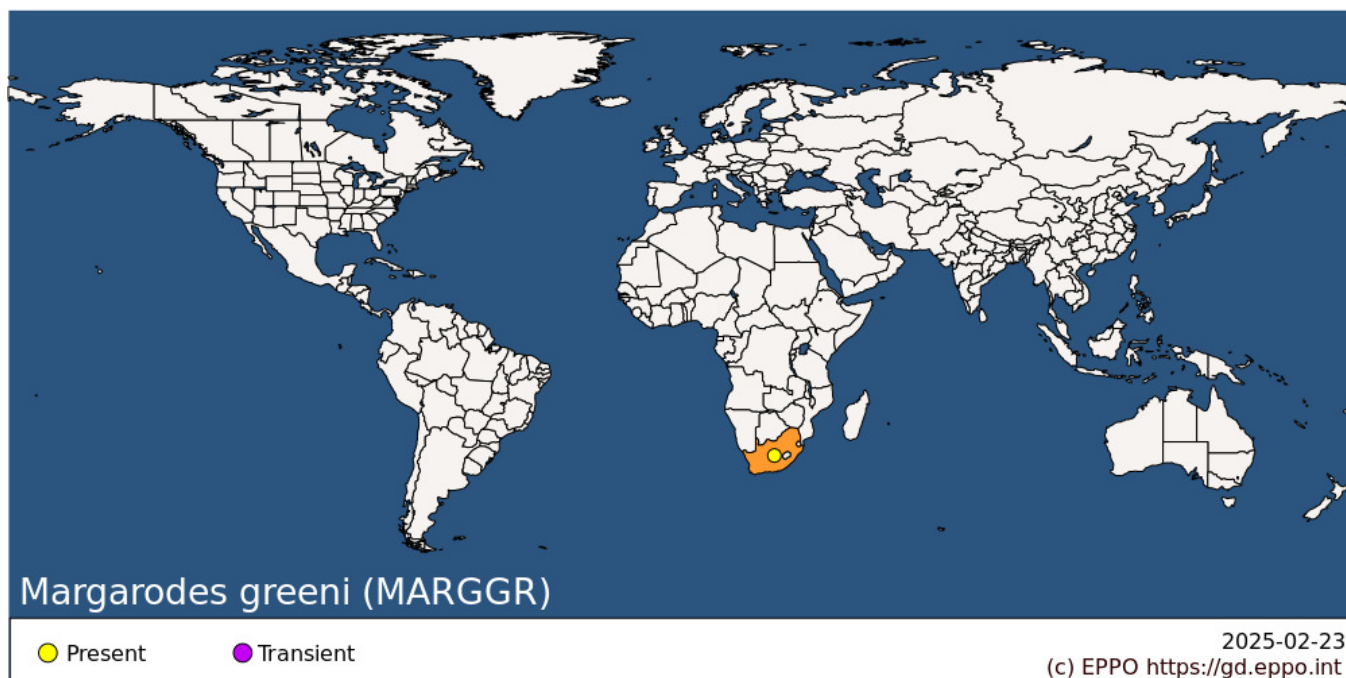 Margarodes greeni (MARGGR)
Present
Transient
2025-02-23
(c) EPPO https://gd.eppo.int